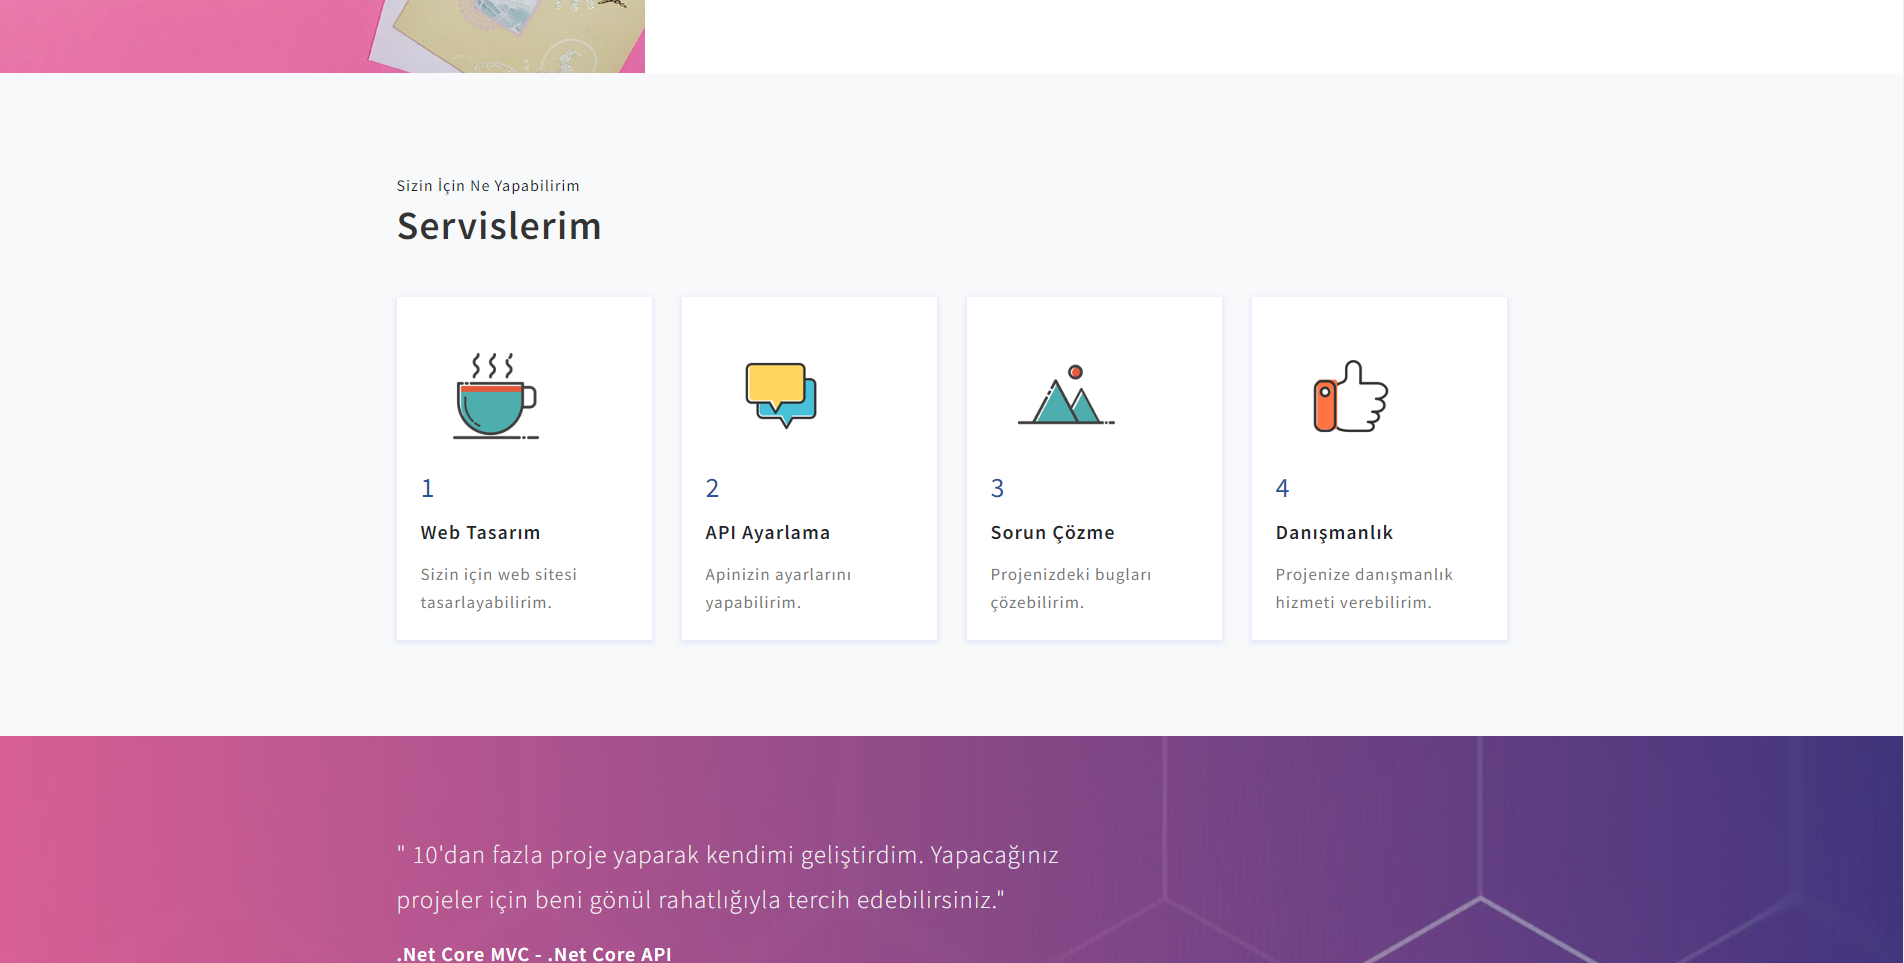 Sizin İçin Ne Yapabilirim
Servislerim
1
Web Tasarım
Sizin için web sitesi
tasarlayabilirim.
2
API Ayarlama
Apinizin ayarlarını
yapabilirim.
3
Sorun Çözme
Projenizdeki bugları
çözebilirim.
4
Danışmanlık
Projenize danışmanlık
hizmeti verebilirim.
" 10'dan fazla proje yaparak kendimi geliştirdim. Yapacağınız
projeler için beni gönül rahatlığıyla tercih edebilirsiniz."
.Net Core MVC - .Net Core API